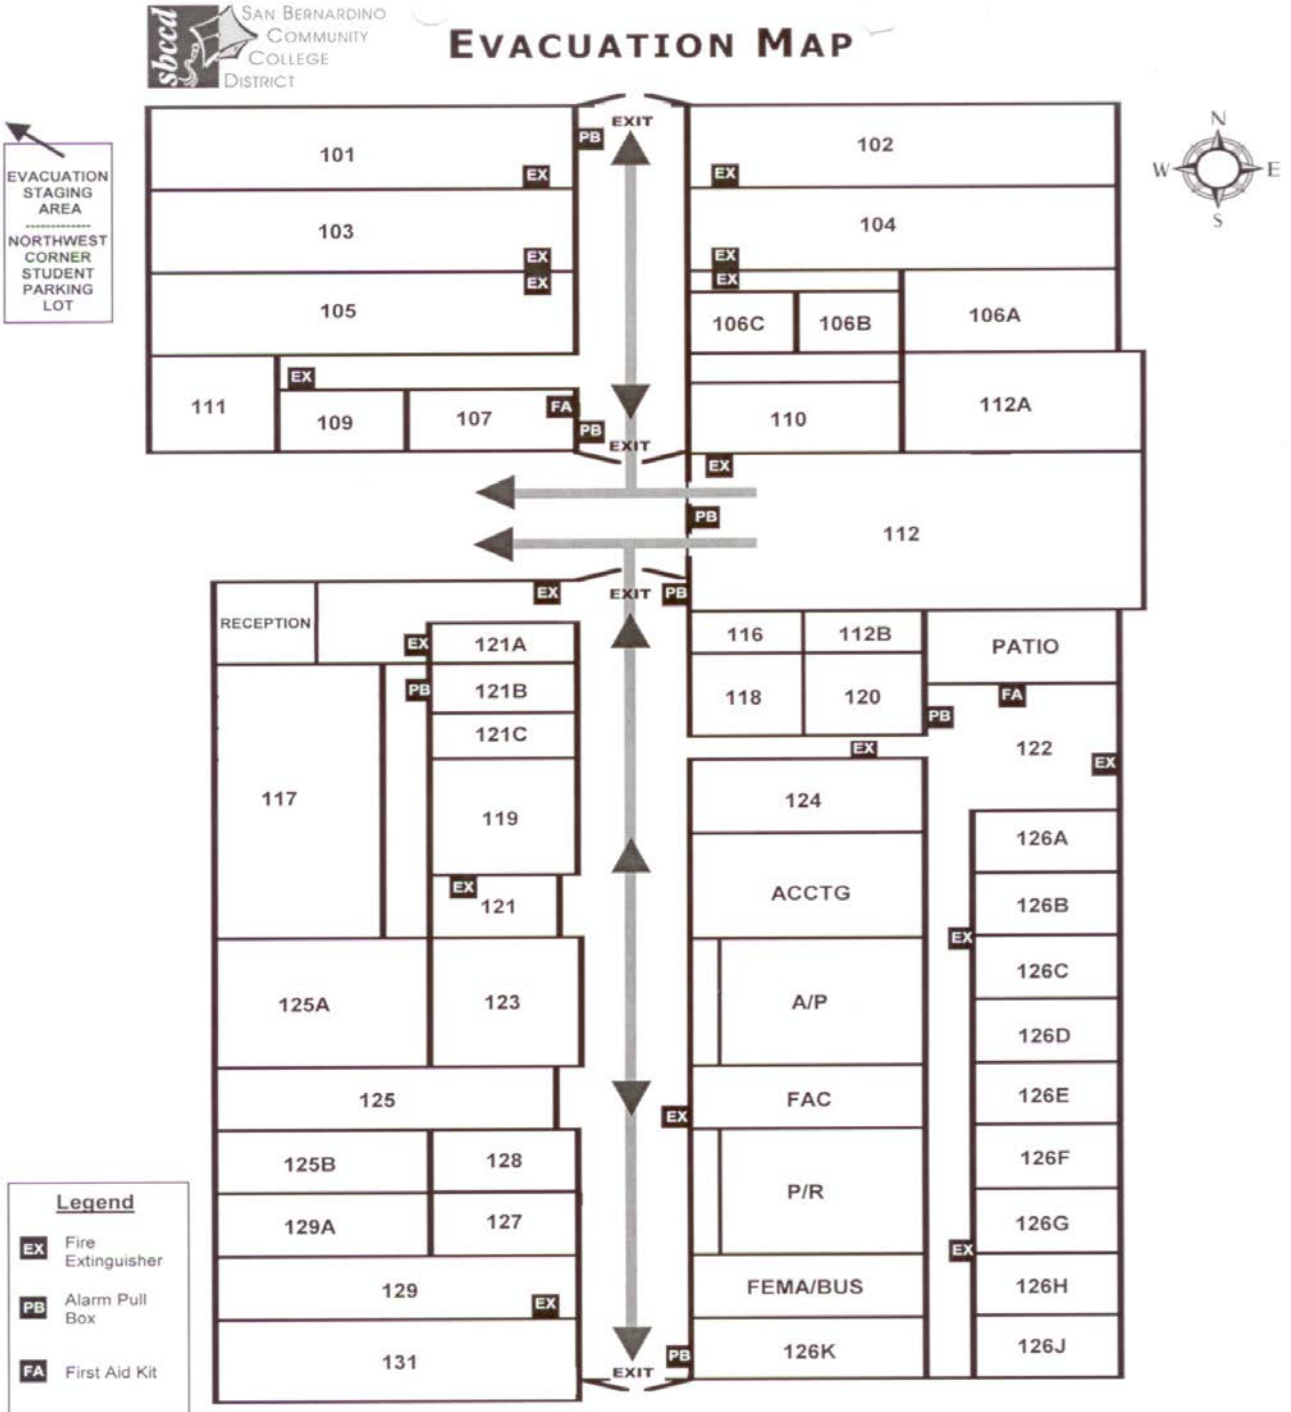 sbccd
SAN BERNARDINO
COMMUNITY
COLLEGE
DISTRICT
EVACUATION MAP
EVACUATION
STAGING
AREA
-------------
NORTHWEST
CORNER
STUDENT
PARKING
LOT
N
W E
S
EXIT
PB
101
EX
102
EX
103
EX
104
EX
EX
105
EX
106C
106B
106A
111
EX
109
107
FA
PB
EXIT
110
112A
EX
PB
112
RECEPTION
EX
EXIT
PB
EX
121A
116
112B
PATIO
PB
121B
118
120
FA
PB
121C
EX
122
EX
117
119
124
126A
EX
121
ACCTG
126B
EX
125A
123
A/P
126C
126D
125
EX
FAC
126E
125B
128
P/R
126F
129A
127
126G
EX
129
EX
FEMA/BUS
126H
131
EXIT
PB
126K
126J
Legend
EX Fire
Extinguisher
PB Alarm Pull
Box
FA First Aid Kit